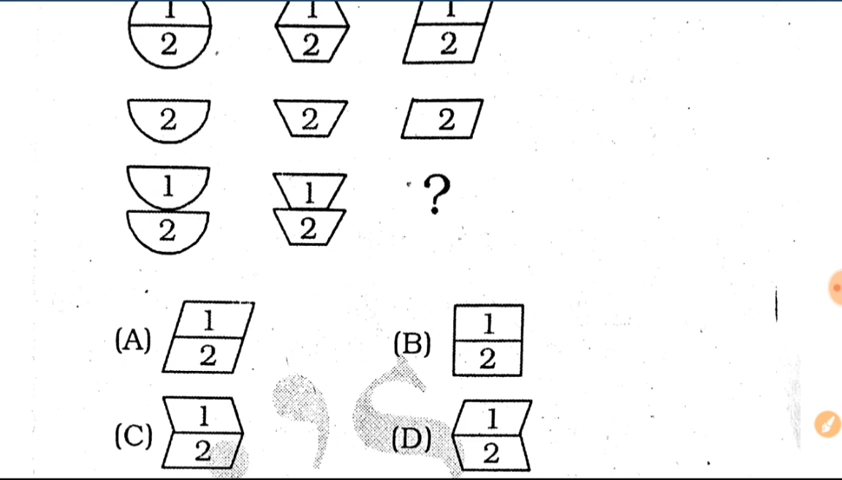 1 1 1
2 2 2
2 2 2
1 1 ?
2 2
(A) 1 2 (B) 1 2
(C) 1 2 (D) 1 2